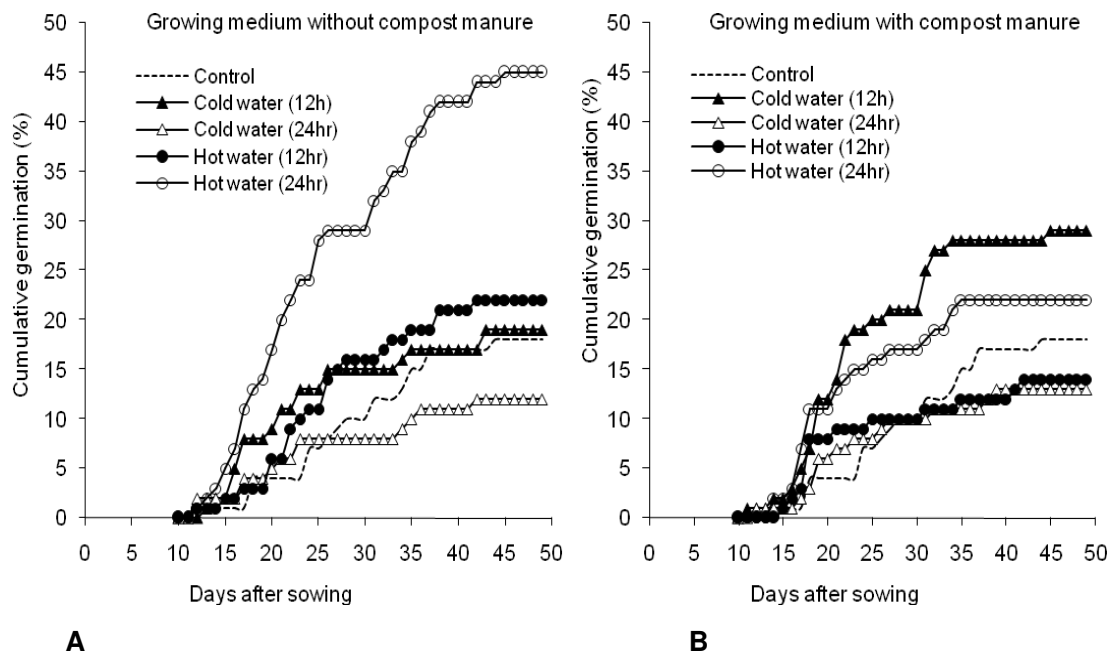 Growing medium without compost manure
Cumulative germination (%)
50
45
40
35
30
25
20
15
10
5
0
Control
Cold water (12h)
Cold water (24hr)
Hot water (12hr)
Hot water (24hr)
0 5 10 15 20 25 30 35 40 45 50
Days after sowing
A
Growing medium with compost manure
Cumulative germination (%)
50
45
40
35
30
25
20
15
10
5
0
Control
Cold water (12h)
Cold water (24hr)
Hot water (12hr)
Hot water (24hr)
0 5 10 15 20 25 30 35 40 45 50
Days after sowing
B